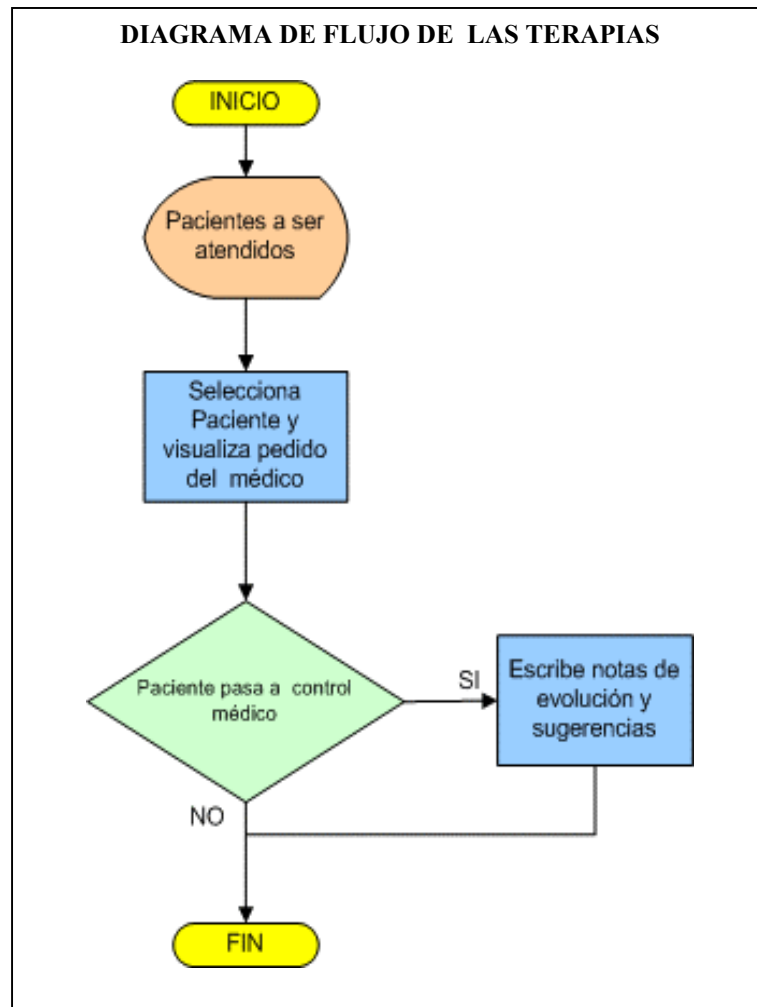 DIAGRAMA DE FLUJO DE LAS TERAPIAS
INICIO
Pacientes a ser
atendidos
Selecciona
Paciente y
visualiza pedido
del médico
Paciente pasa a control
médico
SI
Escribe notas de
evolución y
sugerencias
NO
FIN